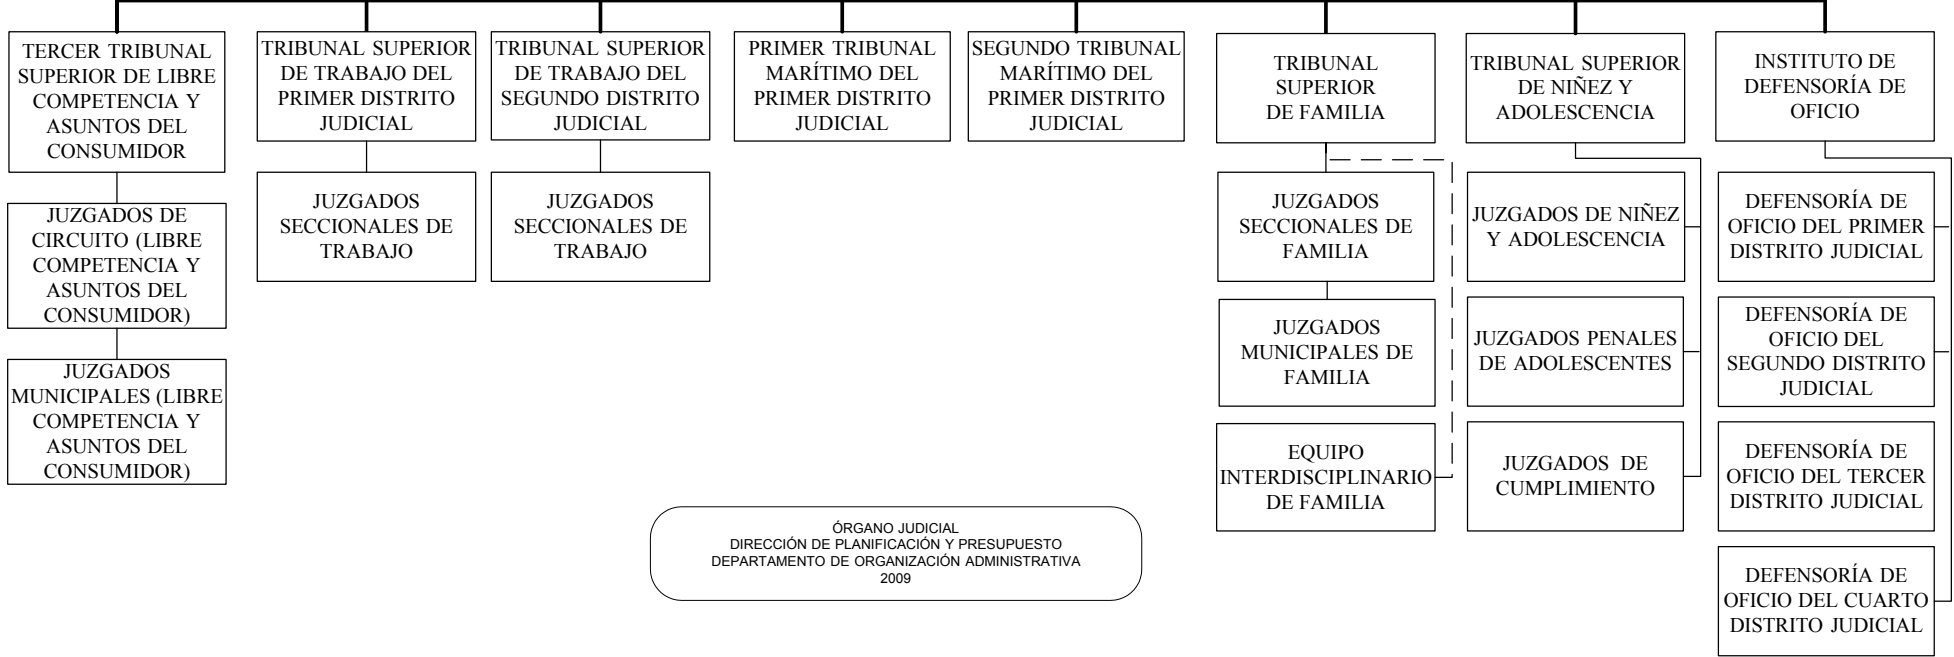 TERCER TRIBUNAL
SUPERIOR DE LIBRE
COMPETENCIA Y
ASUNTOS DEL
CONSUMIDOR
JUZGADOS DE
CIRCUITO (LIBRE
COMPETENCIA Y
ASUNTOS DEL
CONSUMIDOR)
JUZGADOS
MUNICIPALES (LIBRE
COMPETENCIA Y
ASUNTOS DEL
CONSUMIDOR)
TRIBUNAL SUPERIOR
DE TRABAJO DEL
PRIMER DISTRITO
JUDICIAL
JUZGADOS
SECCIONALES DE
TRABAJO
TRIBUNAL SUPERIOR
DE TRABAJO DEL
SEGUNDO DISTRITO
JUDICIAL
JUZGADOS
SECCIONALES DE
TRABAJO
PRIMER TRIBUNAL
MARÍTIMO DEL
PRIMER DISTRITO
JUDICIAL
SEGUNDO TRIBUNAL
MARÍTIMO DEL
PRIMER DISTRITO
JUDICIAL
TRIBUNAL
SUPERIOR
DE FAMILIA
JUZGADOS
SECCIONALES DE
FAMILIA
JUZGADOS
MUNICIPALES DE
FAMILIA
EQUIPO
INTERDISCIPLINARIO
DE FAMILIA
TRIBUNAL SUPERIOR
DE NIÑEZ Y
ADOLESCENCIA
JUZGADOS DE NIÑEZ
Y ADOLESCENCIA
JUZGADOS PENALES
DE ADOLESCENTES
JUZGADOS DE
CUMPLIMIENTO
INSTITUTO DE
DEFENSORÍA DE
OFICIO
DEFENSORÍA DE
OFICIO DEL PRIMER
DISTRITO JUDICIAL
DEFENSORÍA DE
OFICIO DEL
SEGUNDO DISTRITO
JUDICIAL
DEFENSORÍA DE
OFICIO DEL TERCER
DISTRITO JUDICIAL
DEFENSORÍA DE
OFICIO DEL CUARTO
DISTRITO JUDICIAL
ÓRGANO JUDICIAL
DIRECCIÓN DE PLANIFICACIÓN Y PRESUPUESTO
DEPARTAMENTO DE ORGANIZACIÓN ADMINISTRATIVA
2009